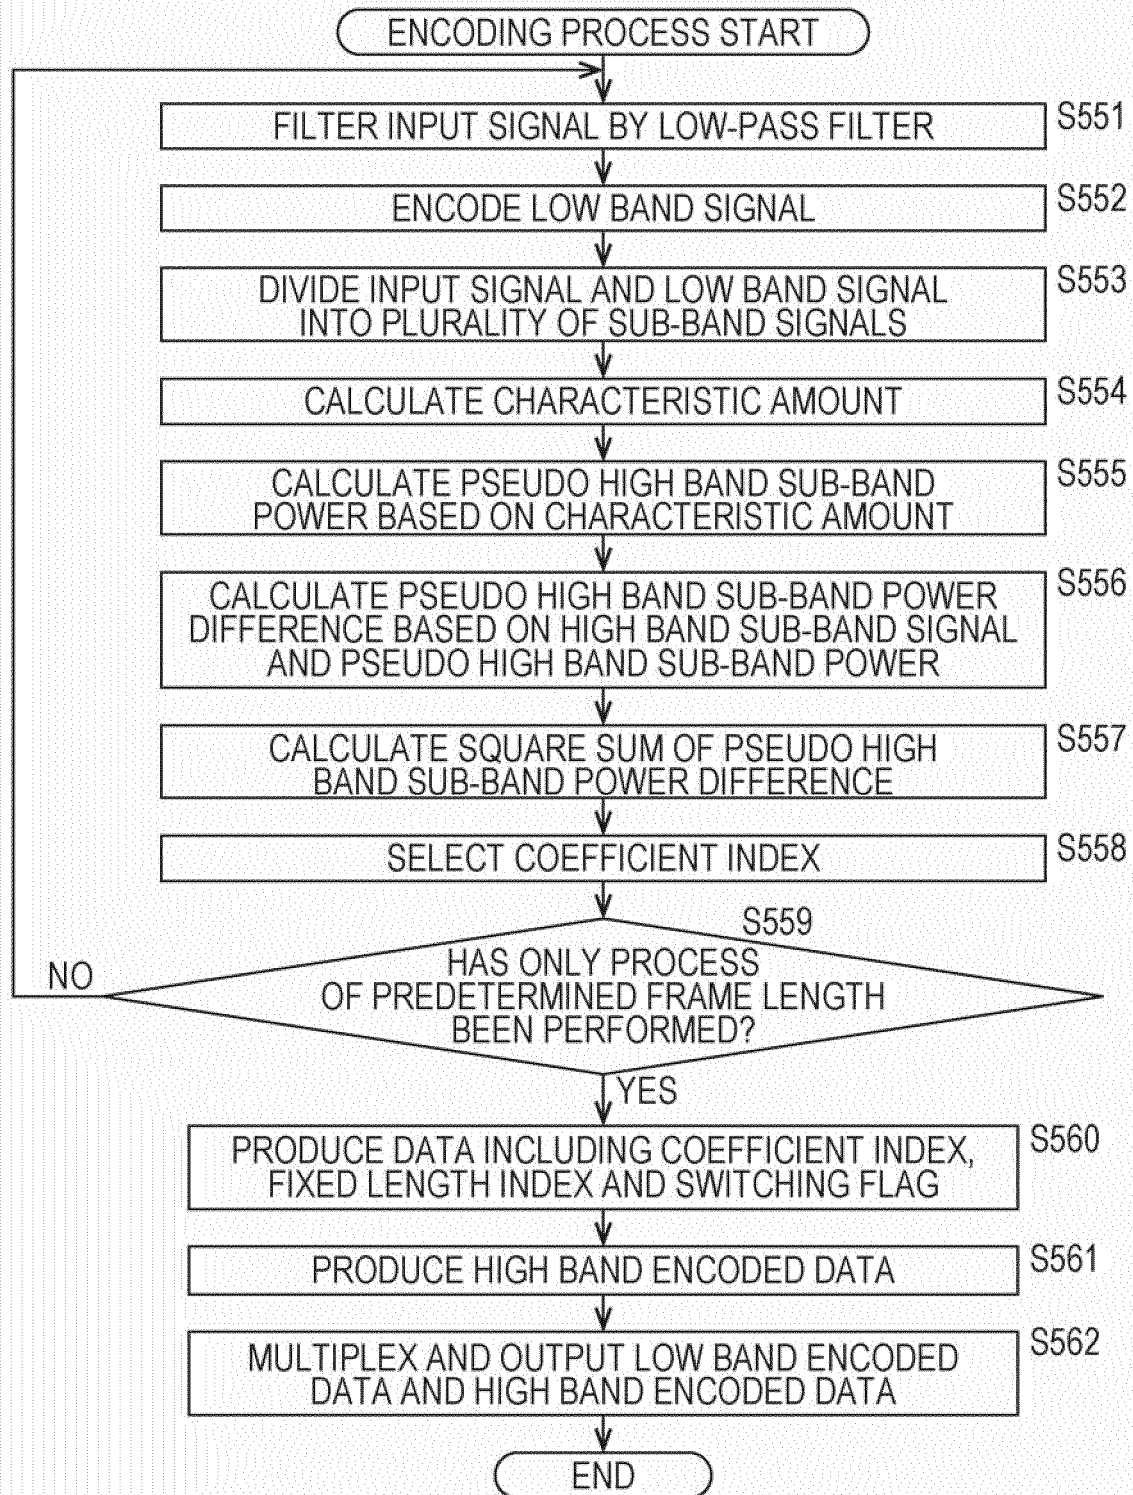 ENCODING PROCESS START
FILTER INPUT SIGNAL BY LOW-PASS FILTER
S551
ENCODE LOW BAND SIGNAL
S552
DIVIDE INPUT SIGNAL AND LOW BAND SIGNAL
INTO PLURALITY OF SUB-BAND SIGNALS
S553
CALCULATE CHARACTERISTIC AMOUNT
S554
CALCULATE PSEUDO HIGH BAND SUB-BAND
POWER BASED ON CHARACTERISTIC AMOUNT
S555
CALCULATE PSEUDO HIGH BAND SUB-BAND POWER
DIFFERENCE BASED ON HIGH BAND SUB-BAND SIGNAL
AND PSEUDO HIGH BAND SUB-BAND POWER
S556
CALCULATE SQUARE SUM OF PSEUDO HIGH
BAND SUB-BAND POWER DIFFERENCE
S557
SELECT COEFFICIENT INDEX
S558
S559
HAS ONLY PROCESS
OF PREDETERMINED FRAME LENGTH
BEEN PERFORMED?
NO
YES
PRODUCE DATA INCLUDING COEFFICIENT INDEX,
FIXED LENGTH INDEX AND SWITCHING FLAG
S560
PRODUCE HIGH BAND ENCODED DATA
S561
MULTIPLEX AND OUTPUT LOW BAND ENCODED
DATA AND HIGH BAND ENCODED DATA
S562
END